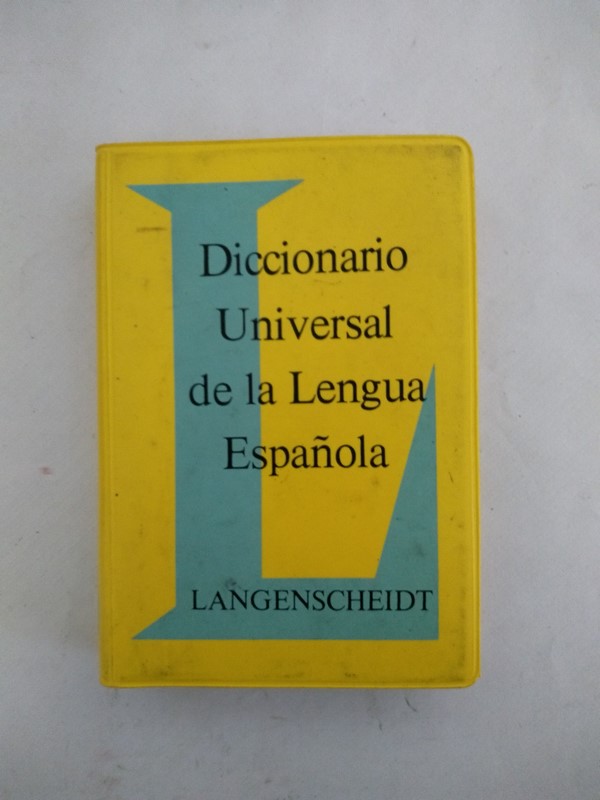 Diccionario
Universal
de la Lengua
Española
LANGENSCHEIDT